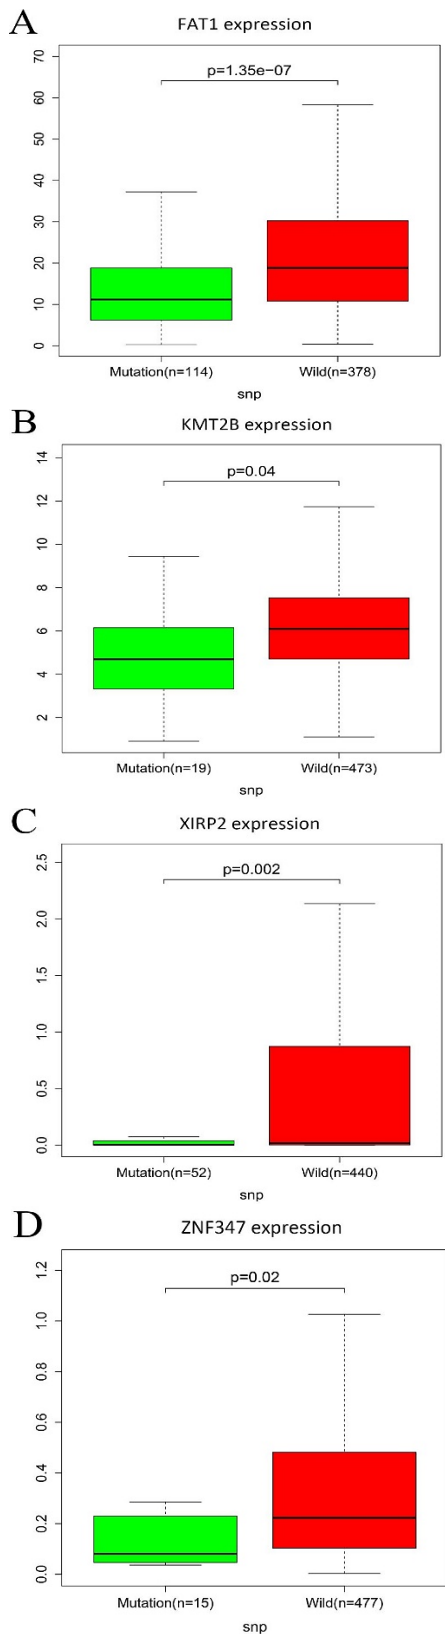 A
FAT1 expression
p=1.35e−07
70
60
50
40
30
20
10
0
Mutation(n=114) Wild(n=378)
snp
B
KMT2B expression
p=0.04
14
12
10
8
6
4
2
Mutation(n=19) Wild(n=473)
snp
C
XIRP2 expression
p=0.002
2.5
2.0
1.5
1.0
0.5
0.0
Mutation(n=52) Wild(n=440)
snp
D
ZNF347 expression
p=0.02
1.2
1.0
0.8
0.6
0.4
0.2
0.0
Mutation(n=15) Wild(n=477)
snp